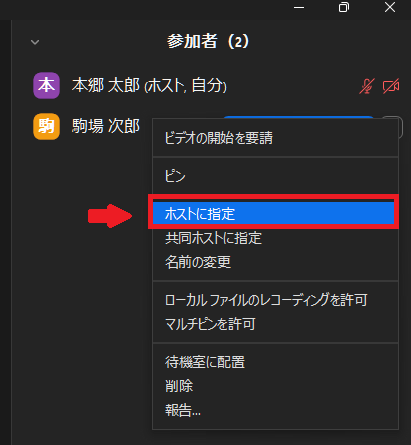 参加者 (2)
本 本郷 太郎 (ホスト, 自分)
駒 駒場 次郎
ビデオの開始を要請
ピン
ホストに指定
共同ホストに指定
名前の変更
ローカル ファイルのレコーディングを許可
マルチピンを許可
待機室に配置
削除
報告...